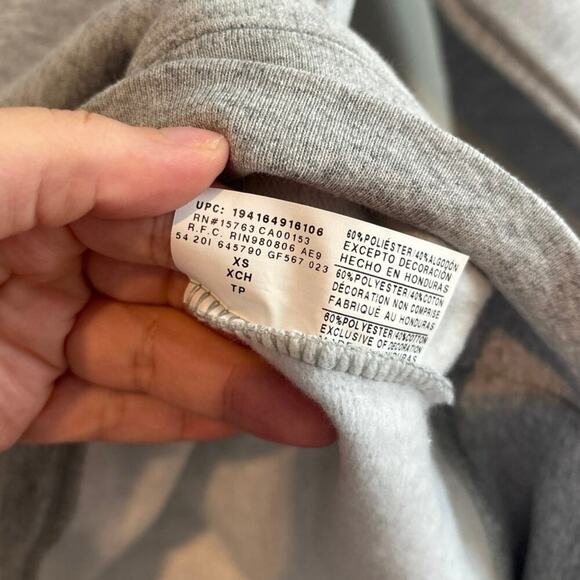 UPC: 194164916106
RN#15763 CA00153
R.F.C. RIN980806 AE9
54 20I 645790 GF567 023
XS
XCH
TP
60%POLIÉSTER/40%ALGODÓN
EXCEPTO DECORACIÓN
HECHO EN HONDURAS
60%POLYESTER/40%COTON
DÉCORATION NON COMPRISE
FABRIQUÉ AU HONDURAS
60%POLYESTER/40%COTTON
EXCLUSIVE OF DECORATION